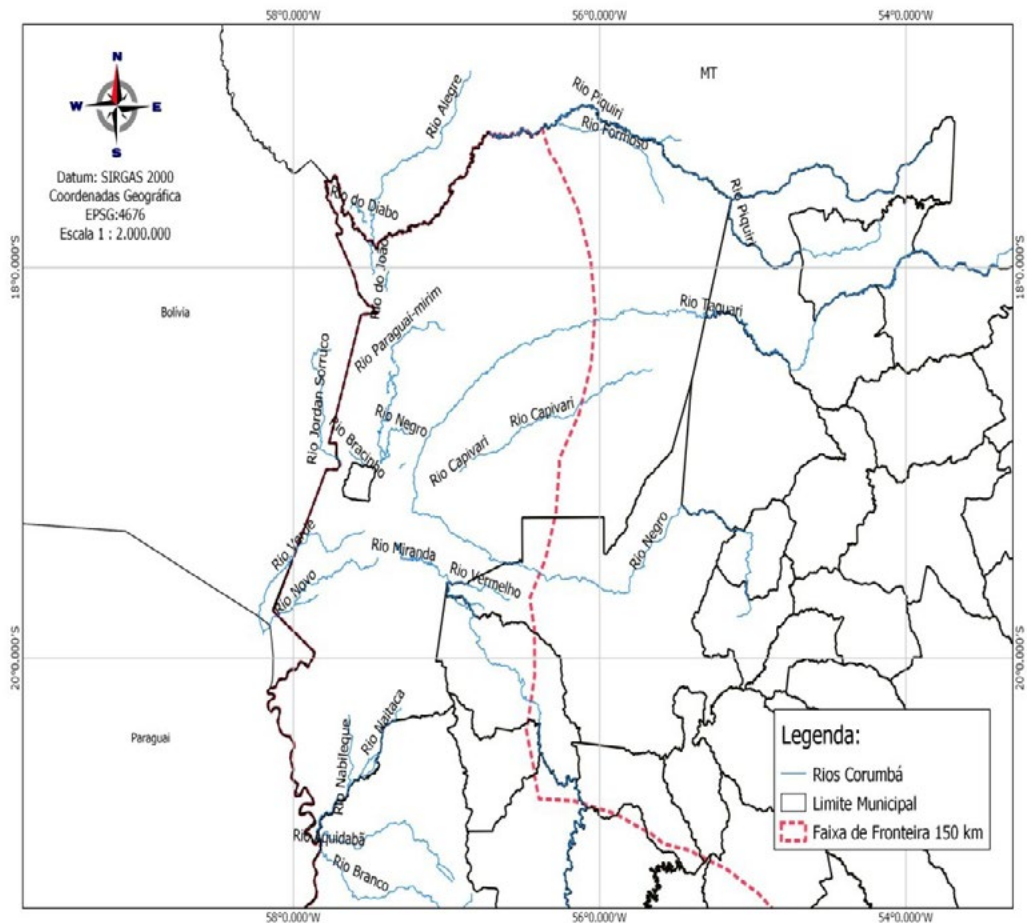 58°0.000'W
56°0.000'W
54°0.000'W
N
W
E
S
Datum: SIRGAS 2000
Coordenadas Geográfica
EPSG:4676
Escala 1 : 2.000.000
MT
Rio Alegre
Rio Piquiri
Rio Formoso
Rio do Diabo
Rio Piquiri
18°0.000'S
18°0.000'S
Rio do João
Bolívia
Rio Taquari
Rio Paraguai-mirim
Rio Jordan Sorruco
Rio Negro
Rio Capivari
Rio Bracinho
Rio Capivari
Rio Verde
Rio Miranda
Rio Negro
Rio Vermelho
Rio Novo
20°0.000'S
20°0.000'S
Paraguai
Rio Naitaca
Rio Nabileque
Rio Aquidabã
Rio Branco
Legenda:
Rios Corumbá
Limite Municipal
Faixa de Fronteira 150 km
58°0.000'W
56°0.000'W
54°0.000'W